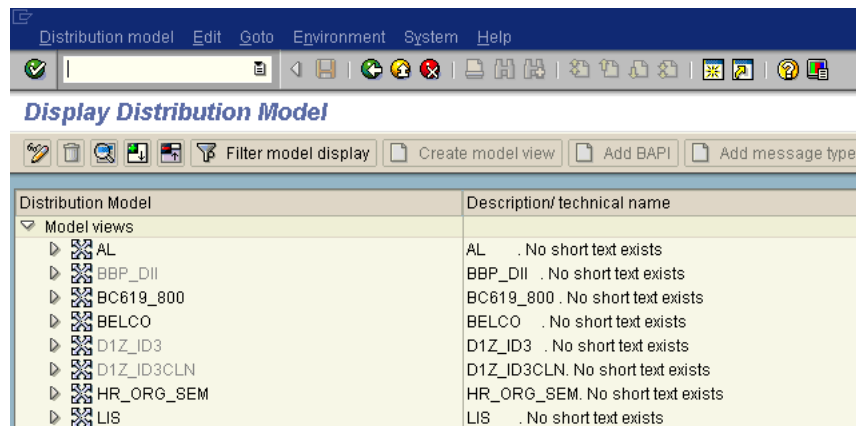 Distribution model Edit Goto Environment System Help
Display Distribution Model
Filter model display Create model view Add BAPI Add message type
Distribution Model Description/ technical name
Model views
AL AL . No short text exists
BBP_DII BBP_DII . No short text exists
BC619_800 BC619_800 . No short text exists
BELCO BELCO . No short text exists
D1Z_ID3 D1Z_ID3 . No short text exists
D1Z_ID3CLN D1Z_ID3CLN. No short text exists
HR_ORG_SEM HR_ORG_SEM. No short text exists
LIS LIS . No short text exists